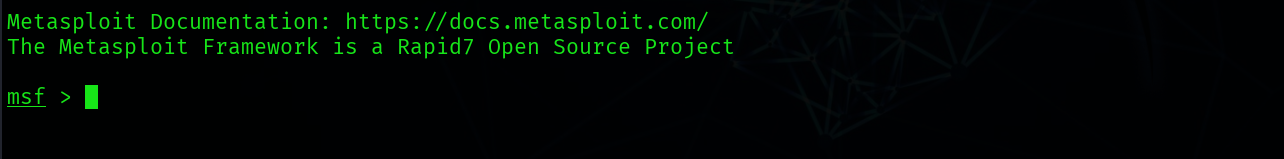 Metasploit Documentation: https://docs.metasploit.com/
The Metasploit Framework is a Rapid7 Open Source Project
msf >